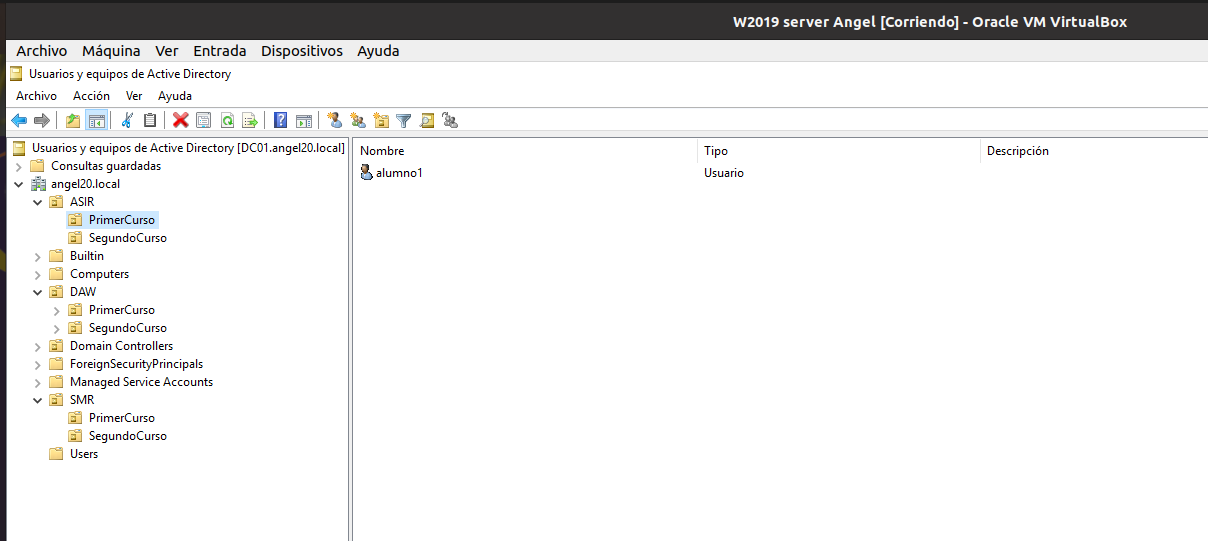 W2019 server Angel [Corriendo] - Oracle VM VirtualBox
Archivo Máquina Ver Entrada Dispositivos Ayuda
Usuarios y equipos de Active Directory
Archivo Acción Ver Ayuda
Usuarios y equipos de Active Directory [DC01.angel20.local]
Consultas guardadas
angel20.local
ASIR
PrimerCurso
SegundoCurso
Builtin
Computers
DAW
PrimerCurso
SegundoCurso
Domain Controllers
ForeignSecurityPrincipals
Managed Service Accounts
SMR
PrimerCurso
SegundoCurso
Users
Nombre Tipo Descripción
alumno1 Usuario